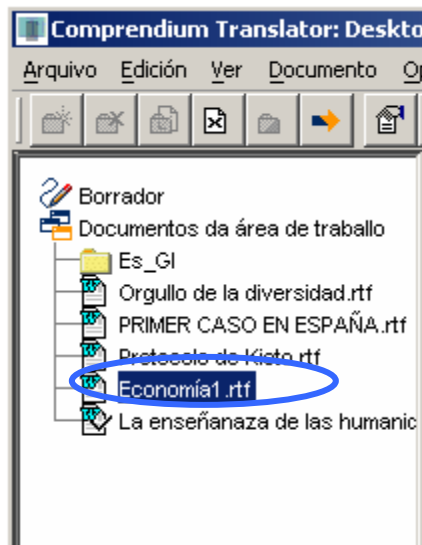 Comprendium Translator: Deskto
Arquivo Edición Ver Documento Op
Borrador
Documentos da área de traballo
Es_Gl
Orgullo de la diversidad.rtf
PRIMER CASO EN ESPAÑA.rtf
Protocolo de Kioto.rtf
Economía1.rtf
La enseñanaza de las humanic